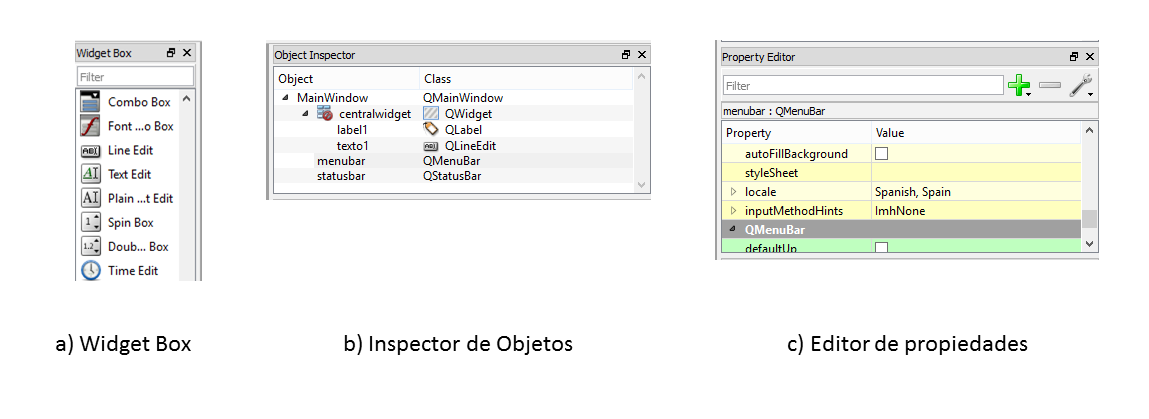 Widget Box
Filter
Combo Box
Font ...o Box
Line Edit
Text Edit
Plain ...t Edit
Spin Box
Doub... Box
Time Edit
Object Inspector
Object Class
MainWindow QMainWindow
centralwidget QWidget
label1 QLabel
texto1 QLineEdit
menubar QMenuBar
statusbar QStatusBar
Property Editor
Filter
menubar : QMenuBar
Property Value
autoFillBackground
styleSheet
locale Spanish, Spain
inputMethodHints ImhNone
QMenuBar
defaultUp
a) Widget Box
b) Inspector de Objetos
c) Editor de propiedades